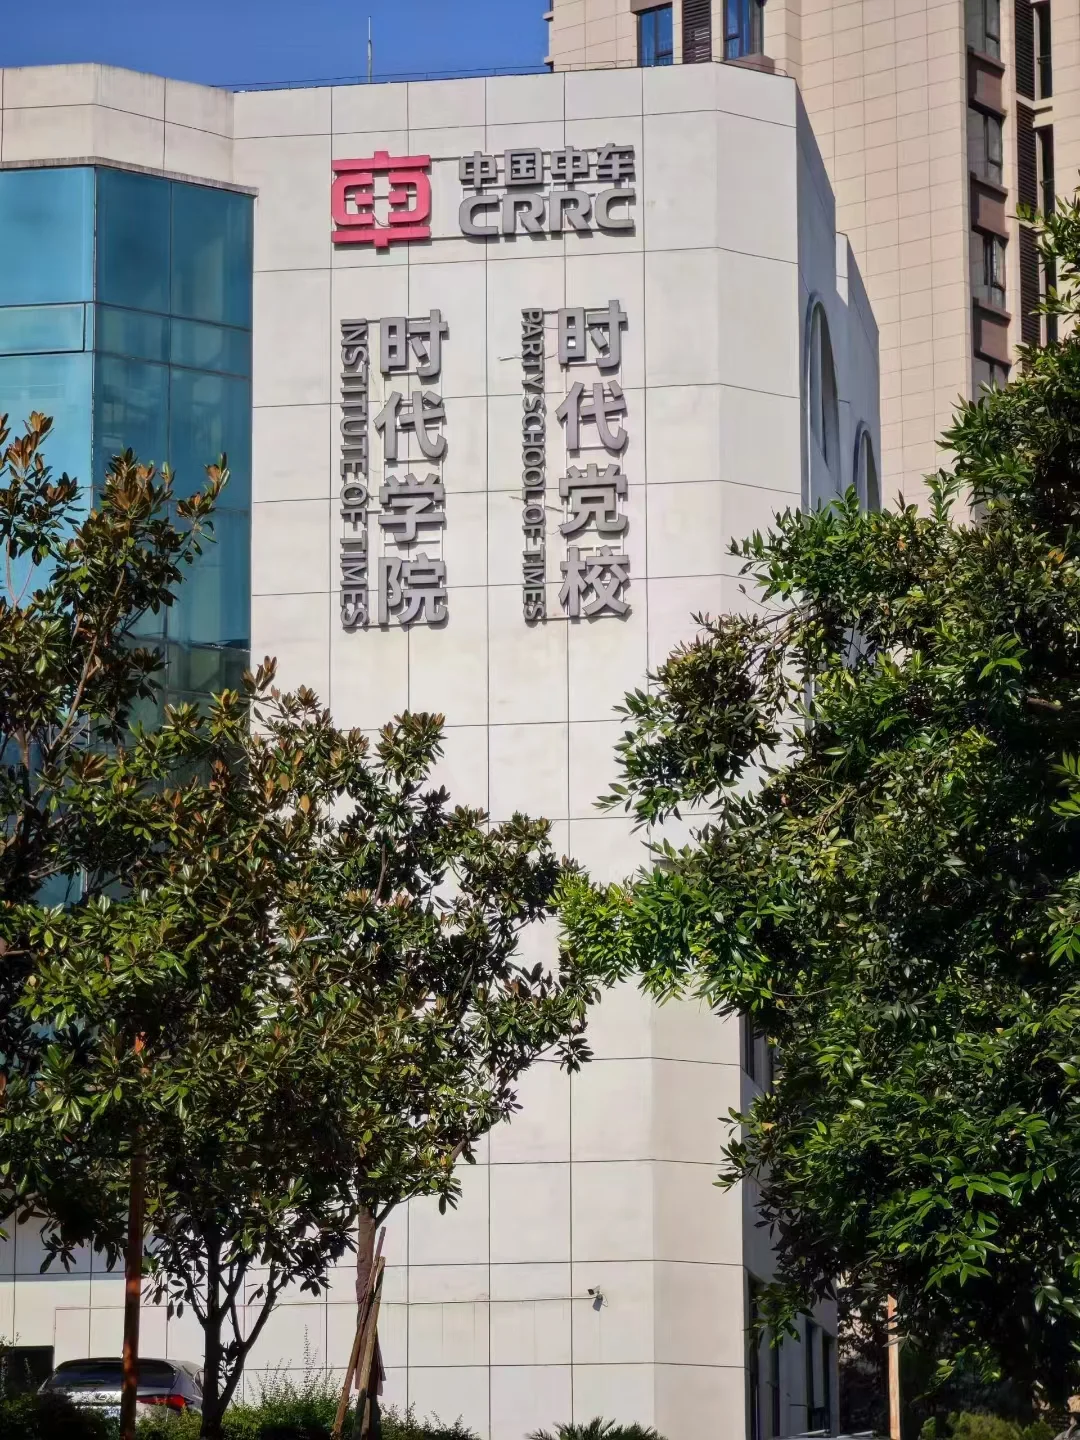 中国中车
CRRC
时代学院
INSTITUTE OF TIMES
时代党校
PARTY SCHOOL OF TIMES